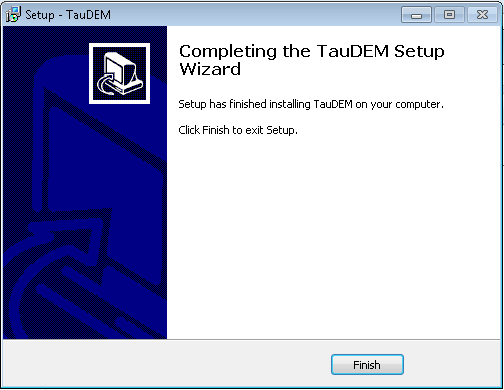 Setup - TauDEM
Completing the TauDEM Setup
Wizard
Setup has finished installing TauDEM on your computer.
Click Finish to exit Setup.
Finish